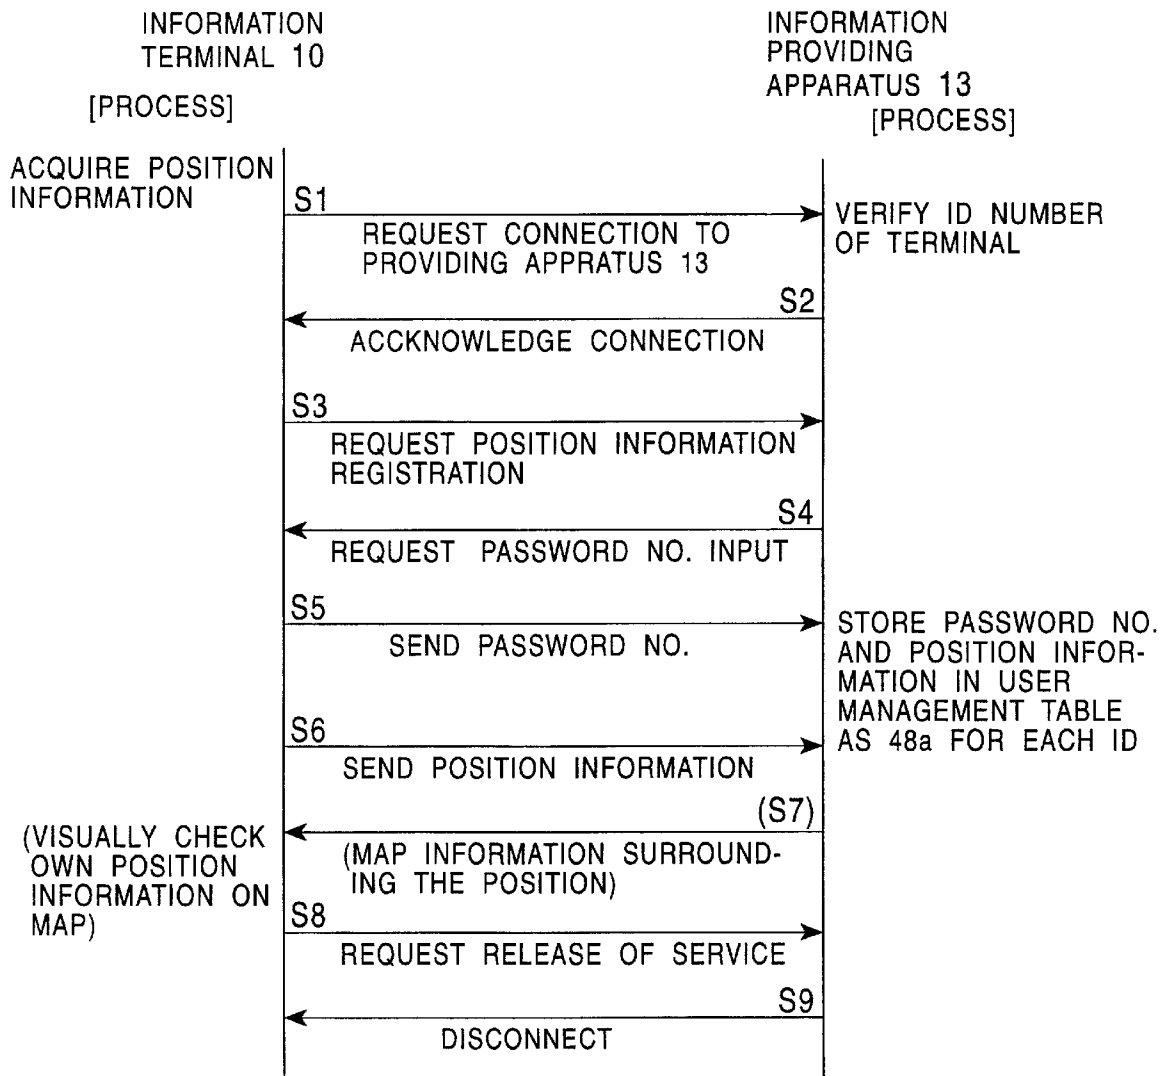 INFORMATION
TERMINAL 10
[PROCESS]
INFORMATION
PROVIDING
APPARATUS 13
[PROCESS]
ACQUIRE POSITION
INFORMATION
S1
REQUEST CONNECTION TO
PROVIDING APPRATUS 13
VERIFY ID NUMBER
OF TERMINAL
S2
ACCKNOWLEDGE CONNECTION
S3
REQUEST POSITION INFORMATION
REGISTRATION
S4
REQUEST PASSWORD NO. INPUT
S5
SEND PASSWORD NO.
STORE PASSWORD NO.
AND POSITION INFOR-
MATION IN USER
MANAGEMENT TABLE
AS 48a FOR EACH ID
S6
SEND POSITION INFORMATION
(S7)
(MAP INFORMATION SURROUND-
ING THE POSITION)
(VISUALLY CHECK
OWN POSITION
INFORMATION ON
MAP)
S8
REQUEST RELEASE OF SERVICE
S9
DISCONNECT